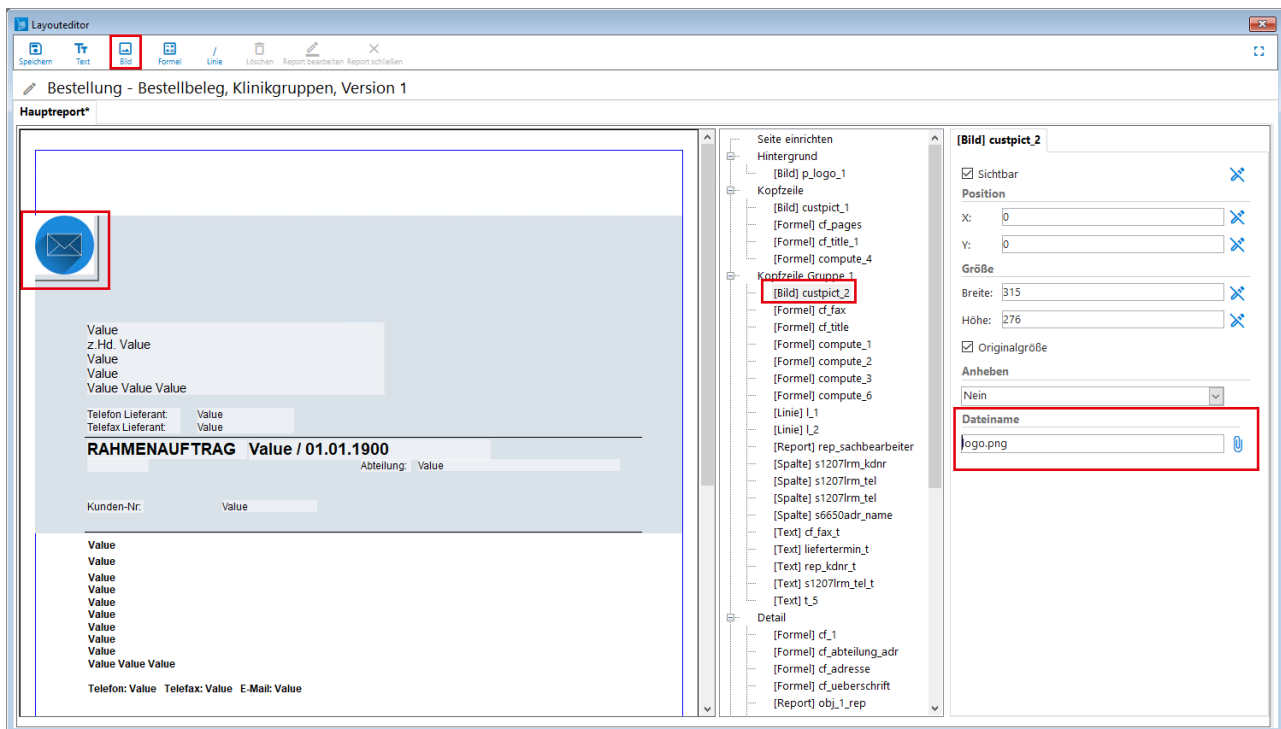 Layouteditor
Speichern Text Bild Formel Linie Löschen Report bearbeiten Report schließen
Bestellung - Bestellbeleg, Klinikgruppen, Version 1
Hauptreport*
Value
z.Hd. Value
Value
Value
Value Value Value
Telefon Lieferant: Value
Telefax Lieferant: Value
RAHMENAUFTRAG Value / 01.01.1900
Abteilung: Value
Kunden-Nr: Value
Value
Value
Value
Value
Value
Value
Value
Value
Value
Value Value Value
Telefon: Value Telefax: Value E-Mail: Value
Seite einrichten
Hintergrund
[Bild] p_logo_1
Kopfzeile
[Bild] custpict_1
[Formel] cf_pages
[Formel] cf_title_1
[Formel] compute_4
Kopfzeile Gruppe 1
[Bild] custpict_2
[Formel] cf_fax
[Formel] cf_title
[Formel] compute_1
[Formel] compute_2
[Formel] compute_3
[Formel] compute_6
[Linie] l_1
[Linie] l_2
[Report] rep_sachbearbeiter
[Spalte] s1207lrm_kdnr
[Spalte] s1207lrm_tel
[Spalte] s1207lrm_tel
[Spalte] s6650adr_name
[Text] cf_fax_t
[Text] liefertermin_t
[Text] rep_kdnr_t
[Text] s1207lrm_tel_t
[Text] t_5
Detail
[Formel] cf_1
[Formel] cf_abteilung_adr
[Formel] cf_adresse
[Formel] cf_ueberschrift
[Report] obj_1_rep
[Bild] custpict_2
Sichtbar
Position
X: 0
Y: 0
Größe
Breite: 315
Höhe: 276
Originalgröße
Anheben
Nein
Dateiname
logo.png